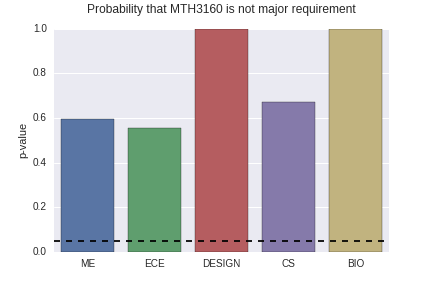 Probability that MTH3160 is not major requirement
1.0
0.8
0.6
0.4
0.2
0.0
p-value
ME ECE DESIGN CS BIO